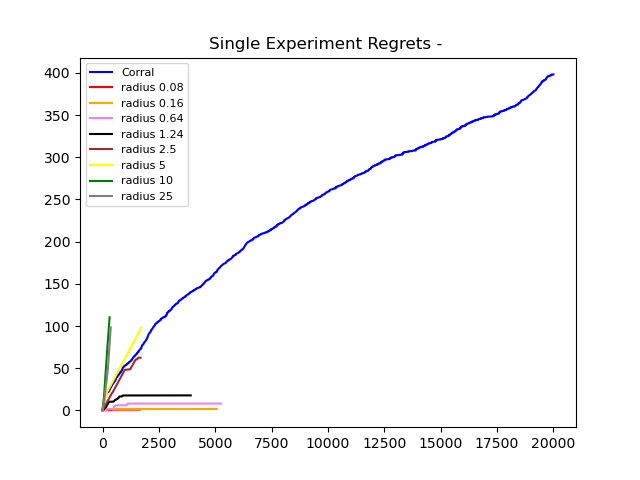 Single Experiment Regrets -
400
350
300
250
200
150
100
50
0
Corral
radius 0.08
radius 0.16
radius 0.64
radius 1.24
radius 2.5
radius 5
radius 10
radius 25
0 2500 5000 7500 10000 12500 15000 17500 20000